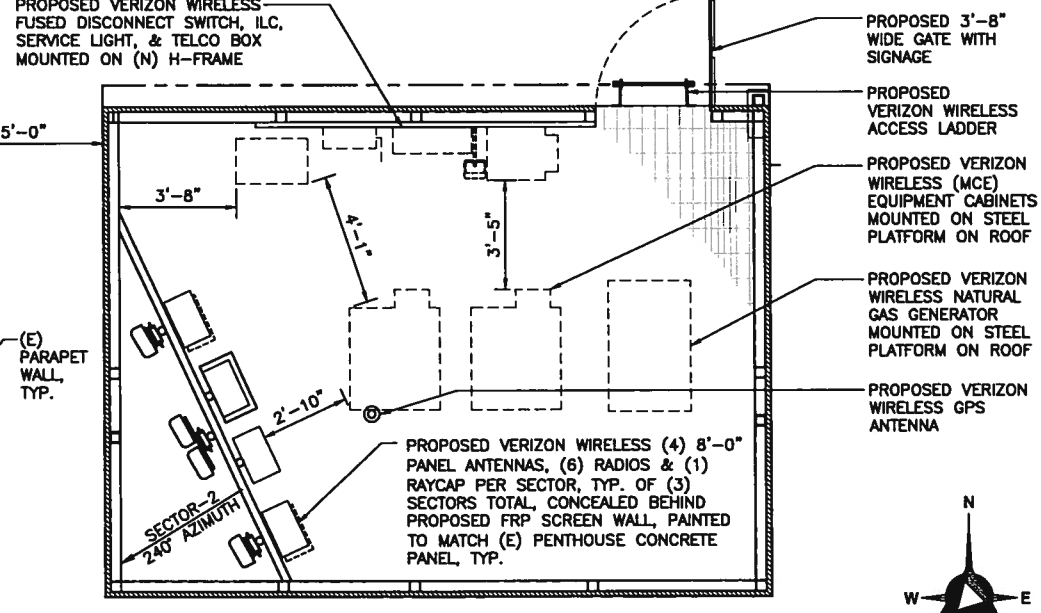 PROPOSED VERIZON WIRELESS
FUSED DISCONNECT SWITCH, ILC,
SERVICE LIGHT, & TELCO BOX
MOUNTED ON (N) H-FRAME
PROPOSED 3'-8"
WIDE GATE WITH
SIGNAGE
PROPOSED
VERIZON WIRELESS
ACCESS LADDER
5'-0"
3'-8"
4'-1"
3'-5"
PROPOSED VERIZON
WIRELESS (MCE)
EQUIPMENT CABINETS
MOUNTED ON STEEL
PLATFORM ON ROOF
PROPOSED VERIZON
WIRELESS NATURAL
GAS GENERATOR
MOUNTED ON STEEL
PLATFORM ON ROOF
(E)
PARAPET
WALL,
TYP.
2'-10"
PROPOSED VERIZON
WIRELESS GPS
ANTENNA
PROPOSED VERIZON WIRELESS (4) 8'-0"
PANEL ANTENNAS, (6) RADIOS & (1)
RAYCAP PER SECTOR, TYP. OF (3)
SECTORS TOTAL, CONCEALED BEHIND
PROPOSED FRP SCREEN WALL, PAINTED
TO MATCH (E) PENTHOUSE CONCRETE
PANEL, TYP.
SECTOR-2
240° AZIMUTH
N
W
E